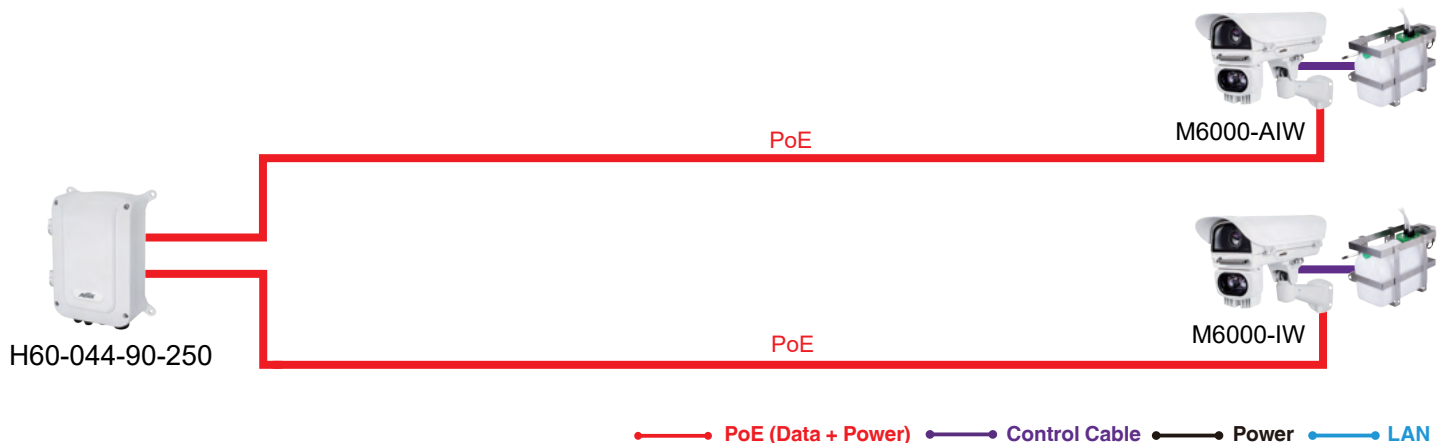 M6000-AIW
PoE
H60-044-90-250
M6000-IW
PoE
PoE (Data + Power) Control Cable Power LAN